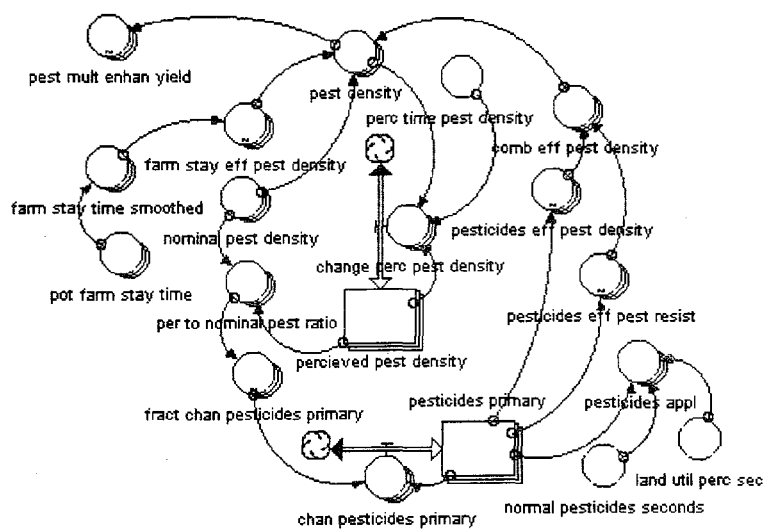 pest mult enhan yield
pest density
perc time pest density
comb eff pest density
farm stay eff pest density
farm stay time smoothed
nominal pest density
pesticides eff pest density
change perc pest density
pot farm stay time
per to nominal pest ratio
pesticides eff pest resist
percieved pest density
fract chan pesticides primary
pesticides primary
pesticides appl
land util perc sec
normal pesticides seconds
chan pesticides primary